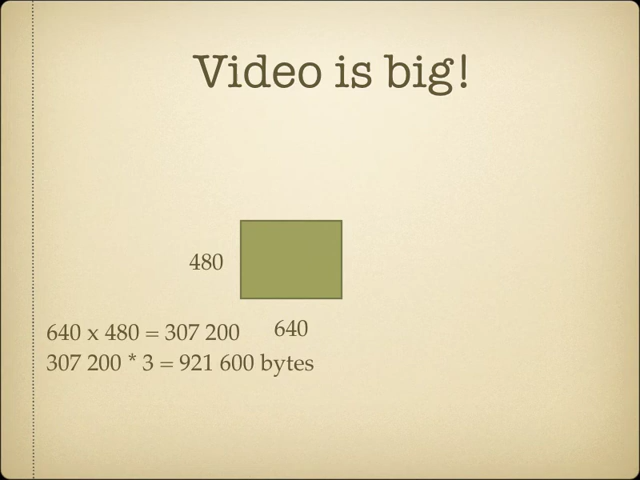 Video is big!
480
640
640 x 480 = 307 200
307 200 * 3 = 921 600 bytes